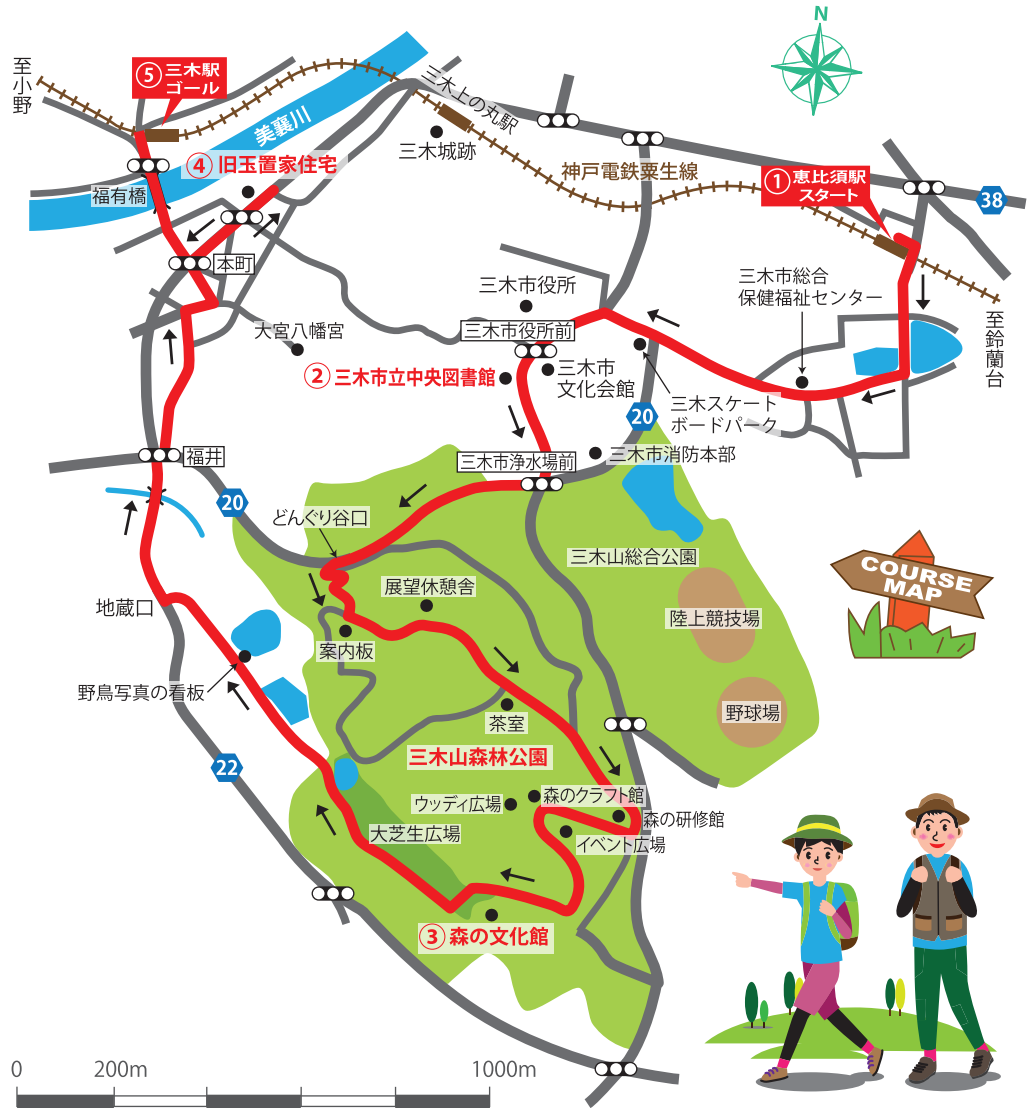 N
至小野
⑤三木駅
ゴール
美嚢川
三木上の丸駅
三木城跡
④旧玉置家住宅
福有橋
神戸電鉄粟生線
①恵比須駅
スタート
38
本町
三木市役所
三木市総合
保健福祉センター
三木市役所前
大宮八幡宮
②三木市立中央図書館
三木市
文化会館
至鈴蘭台
三木スケート
ボードパーク
20
三木市消防本部
福井
三木市浄水場前
20
どんぐり谷口
三木山総合公園
COURSE
MAP
展望休憩舎
地蔵口
陸上競技場
案内板
野鳥写真の看板
茶室
野球場
三木山森林公園
22
森のクラフト館
ウッディ広場
森の研修館
大芝生広場
イベント広場
③森の文化館
0
200m
1000m